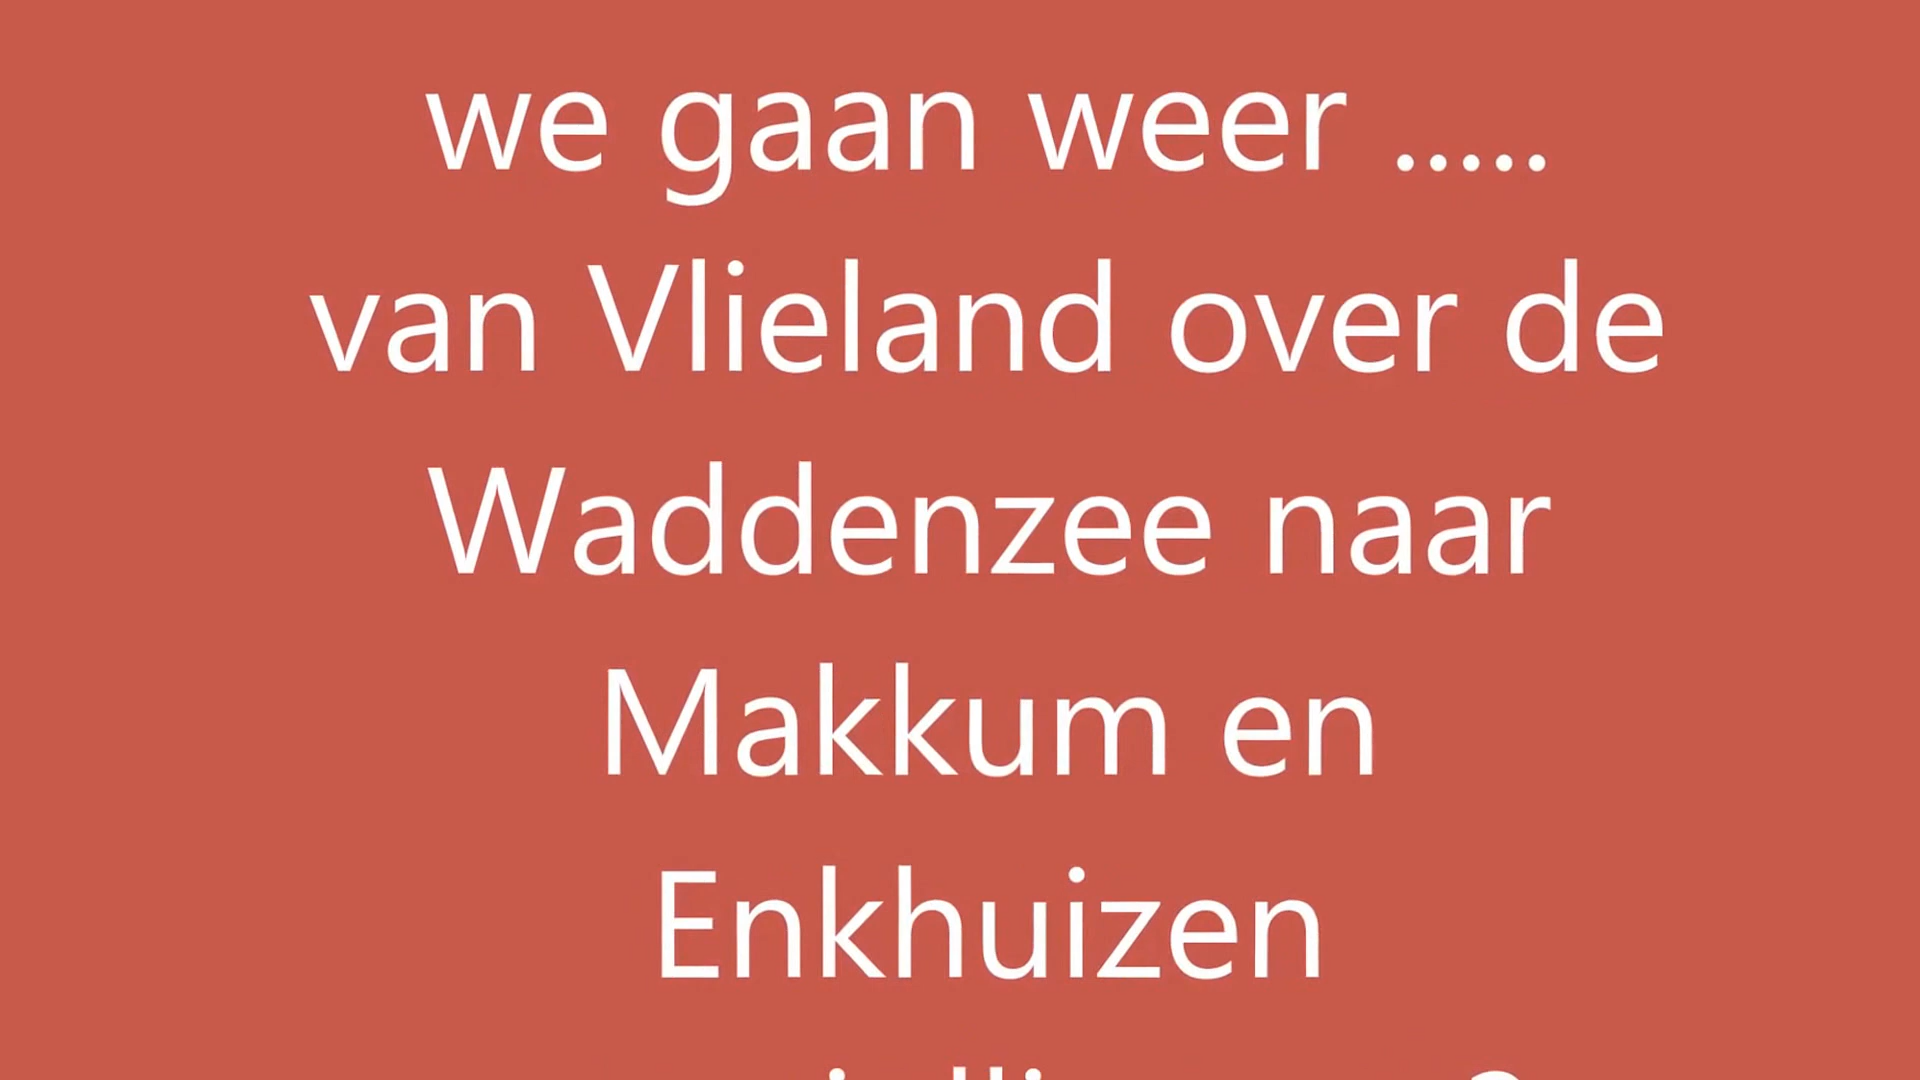 we gaan weer .....
van Vlieland over de
Waddenzee naar
Makkum en
Enkhuizen